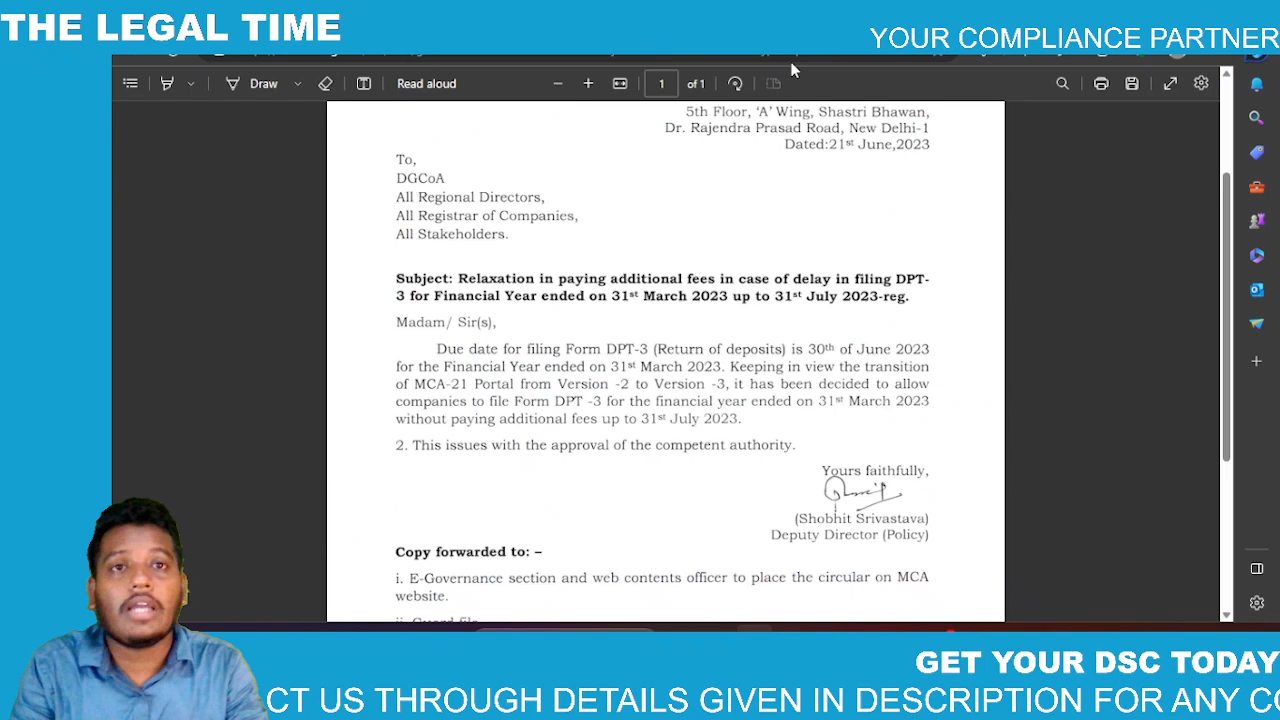 THE LEGAL TIME
YOUR COMPLIANCE PARTNER
Draw
Read aloud
1 of 1
5th Floor, 'A' Wing, Shastri Bhawan,
Dr. Rajendra Prasad Road, New Delhi-1
Dated:21st June,2023
To,
DGCoA
All Regional Directors,
All Registrar of Companies,
All Stakeholders.
Subject: Relaxation in paying additional fees in case of delay in filing DPT-
3 for Financial Year ended on 31st March 2023 up to 31st July 2023-reg.
Madam/ Sir(s),
Due date for filing Form DPT-3 (Return of deposits) is 30th of June 2023
for the Financial Year ended on 31st March 2023. Keeping in view the transition
of MCA-21 Portal from Version -2 to Version -3, it has been decided to allow
companies to file Form DPT -3 for the financial year ended on 31st March 2023
without paying additional fees up to 31st July 2023.
2. This issues with the approval of the competent authority.
Yours faithfully,
(Shobhit Srivastava)
Deputy Director (Policy)
Copy forwarded to: –
i. E-Governance section and web contents officer to place the circular on MCA
website.
ii. Guard file
GET YOUR DSC TODAY
CT US THROUGH DETAILS GIVEN IN DESCRIPTION FOR ANY CO